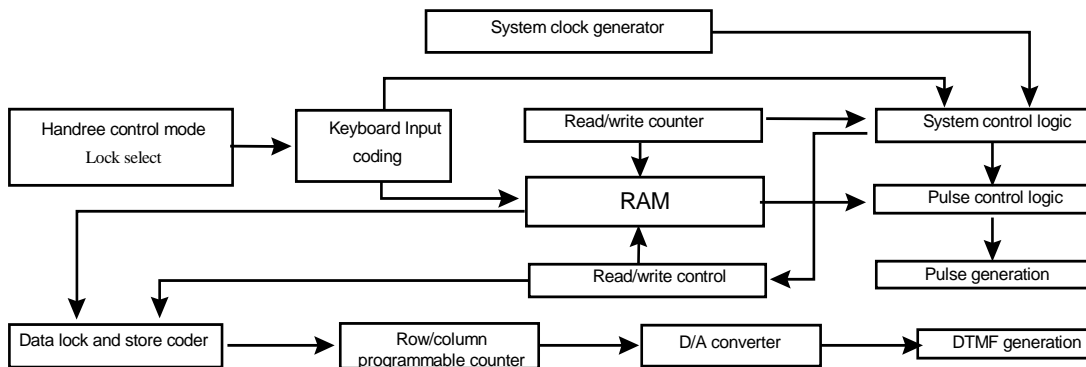 System clock generator
Handree control mode
Lock select
Keyboard Input
coding
Read/write counter
System control logic
RAM
Pulse control logic
Read/write control
Pulse generation
Data lock and store coder
Row/column
programmable counter
D/A converter
DTMF generation